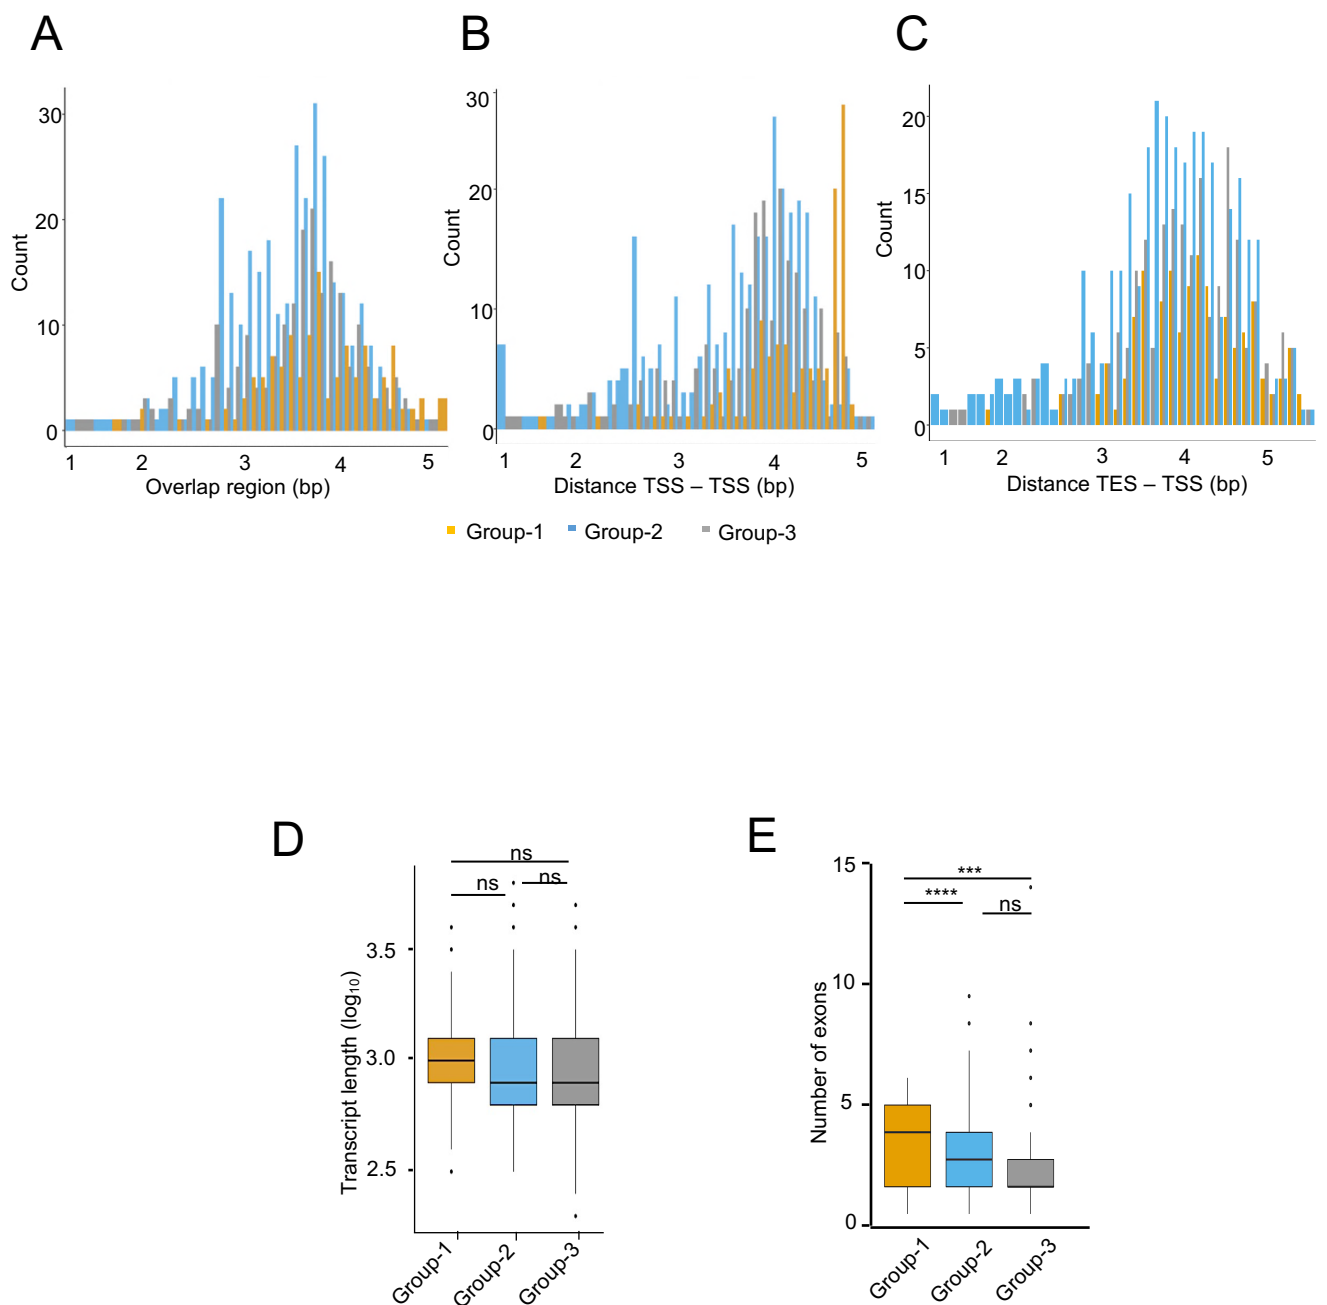 A
B
C
30
20
10
0
Count
1 2 3 4 5
Overlap region (bp)
30
20
10
0
Count
1 2 3 4 5
Distance TSS – TSS (bp)
20
15
10
5
0
Count
1 2 3 4 5
Distance TES – TSS (bp)
Group-1 Group-2 Group-3
D
ns
ns
ns
3.5
3.0
2.5
Transcript length (log₁₀)
Group-1
Group-2
Group-3
E
***
****
ns
15
10
5
0
Number of exons
Group-1
Group-2
Group-3